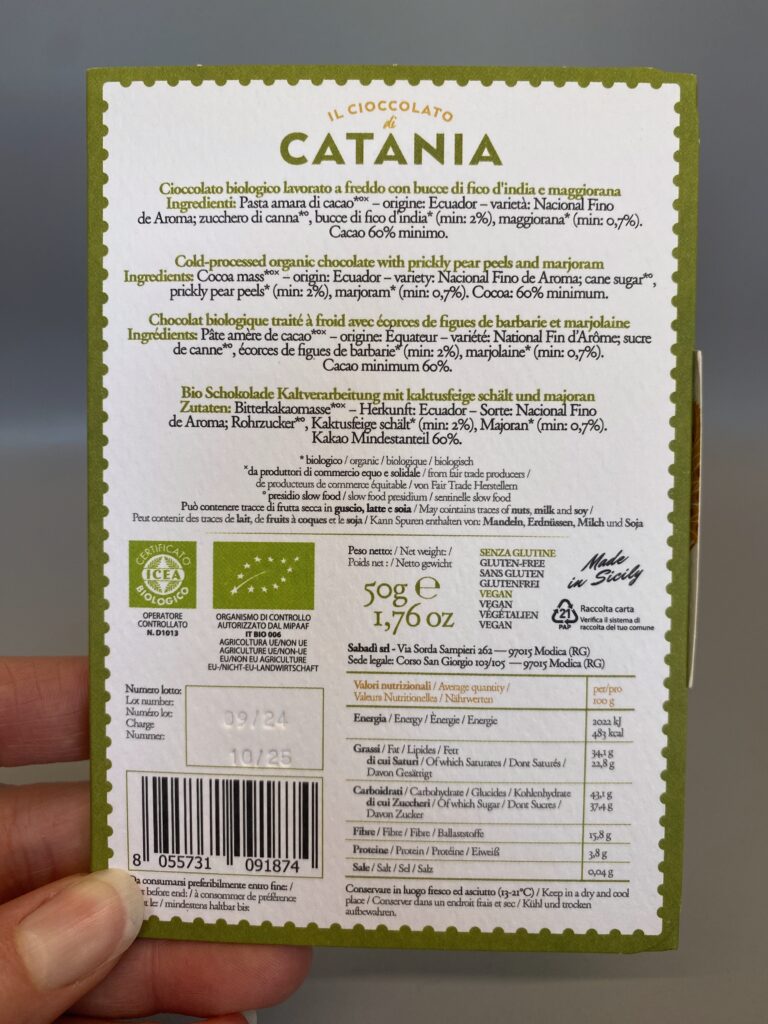 IL CIOCCOLATO
di
CATANIA
Cioccolato biologico lavorato a freddo con bucce di fico d'india e maggiorana
Ingredienti: Pasta amara di cacao*°× – origine: Ecuador – varietà: Nacional Fino
de Aroma; zucchero di canna*°, bucce di fico d'india* (min: 2%), maggiorana* (min: 0,7%).
Cacao 60% minimo.
Cold-processed organic chocolate with prickly pear peels and marjoram
Ingredients: Cocoa mass*°× – origin: Ecuador – variety: Nacional Fino de Aroma; cane sugar*°,
prickly pear peels* (min: 2%), marjoram* (min: 0,7%). Cocoa: 60% minimum.
Chocolat biologique traité à froid avec écprces de figues de barbarie et marjolaine
Ingrédients: Pâte amère de cacao*°× – origine: Équateur – variété: National Fin d'Arôme; sucre
de canne*°, écorces de figues de barbarie* (min: 2%), marjolaine* (min: 0,7%).
Cacao minimum 60%.
Bio Schokolade Kaltverarbeitung mit kaktusfeige schält und majoran
Zutaten: Bitterkakaomasse*°× – Herkunft: Ecuador – Sorte: Nacional Fino
de Aroma; Rohrzucker*°, Kaktusfeige schält* (min: 2%), Majoran* (min: 0,7%).
Kakao Mindestanteil 60%.
* biologico / organic / biologique / biologisch
×da produttori di commercio equo e solidale / from fair trade producers /
de producteurs de commerce équitable / von Fair Trade Herstellern
° presidio slow food / slow food presidium / sentinelle slow food
Può contenere tracce di frutta secca in guscio, latte e soia / May cointains traces of nuts, milk and soy /
Peut contenir des traces de lait, de fruits à coques et le soja / Kann Spuren enthalten von: Mandeln, Erdnüssen, Milch und Soja
CERTIFICATO
ICEA
BIOLOGICO
OPERATORE
CONTROLLATO
N. D1013
ORGANISMO DI CONTROLLO
AUTORIZZATO DAL MIPAAF
IT BIO 006
AGRICOLTURA UE/NON UE
AGRICULTURE UE/NON-UE
EU/NON EU AGRICULTURE
EU-/NICHT-EU-LANDWIRTSCHAFT
Peso netto: / Net weight: /
Poids net : / Netto gewicht
50g e
1,76 oz
SENZA GLUTINE
GLUTEN-FREE
SANS GLUTEN
GLUTENFREI
VEGAN
VEGAN
VÉGÉTALIEN
VEGAN
Made
in Sicily
21
PAP
Raccolta carta
Verifica il sistema di
raccolta del tuo comune
Sabadì srl - Via Sorda Sampieri 262 — 97015 Modica (RG)
Sede legale: Corso San Giorgio 103/105 — 97015 Modica (RG)
Numero lotto:
Lot number:
Numéro lot:
Charge
Nummer:
09/24
10/25
8 055731 091874
Da consumarsi preferibilmente entro fine: /
before end: / à consommer de préférence
le / mindestens haltbar bis:
Valori nutrizionali / Average quantity /
Valeurs Nutritionelles / Nährwerten
per/pro
100 g
Energia / Energy / Énergie / Energie
2022 kJ
483 kcal
Grassi / Fat / Lipides / Fett
34,1 g
di cui Saturi / Of which Saturates / Dont Saturés /
22,8 g
Davon Gesättigt
Carboidrati / Carbohydrate / Glucides / Kohlenhydrate
43,1 g
di cui Zuccheri / Of which Sugar / Dont Sucres /
37,4 g
Davon Zucker
Fibre / Fibre / Fibre / Ballaststoffe
15,8 g
Proteine / Protein / Protéine / Eiweiß
3,8 g
Sale / Salt / Sel / Salz
0,04 g
Conservare in luogo fresco ed asciutto (13-21°C) / Keep in a dry and cool
place / Conserver dans un endroit frais et sec / Kühl und trocken
aufbewahren.